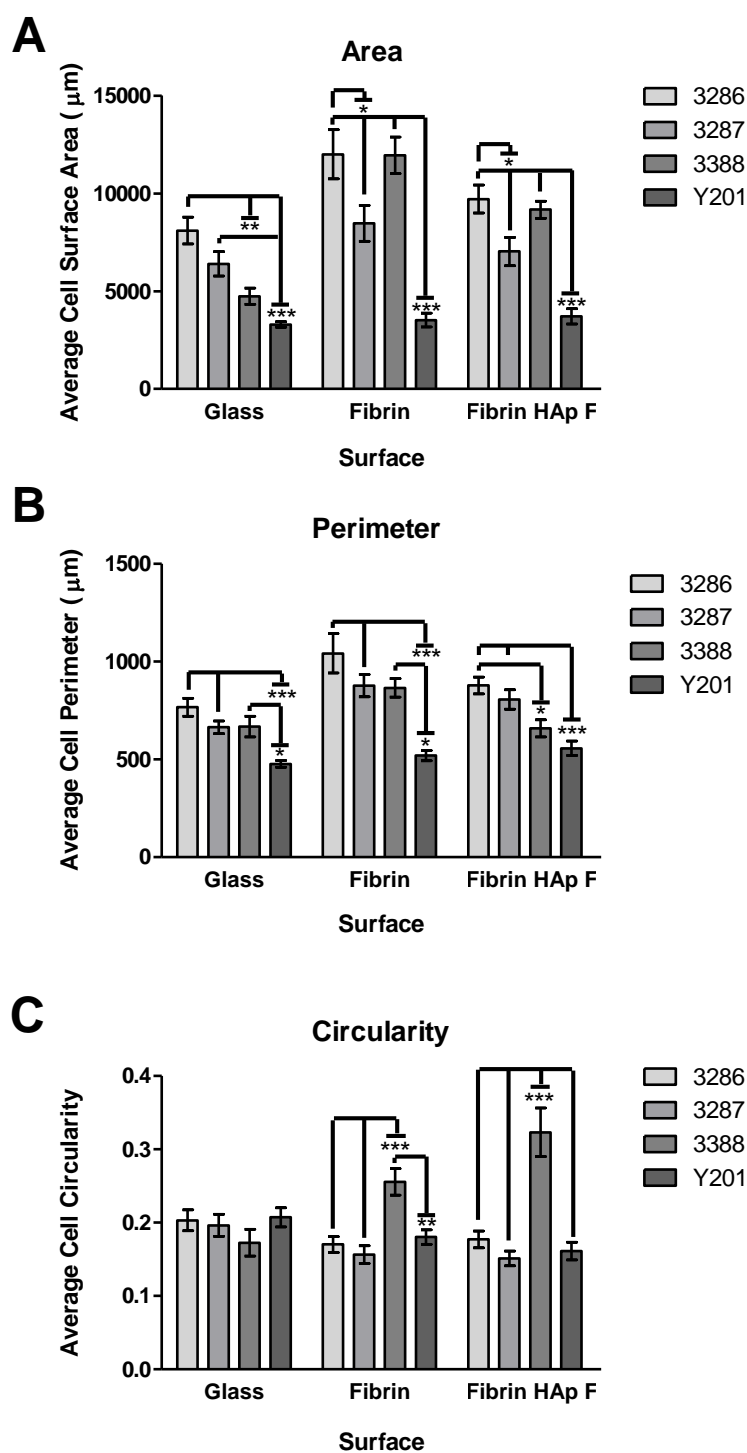 A
Area
Average Cell Surface Area ( μm)
15000
10000
5000
0
*
*
**
***
***
***
Glass
Fibrin
Fibrin HAp F
Surface
3286
3287
3388
Y201
B
Perimeter
Average Cell Perimeter ( μm)
1500
1000
500
0
***
*
***
*
*
***
Glass
Fibrin
Fibrin HAp F
Surface
3286
3287
3388
Y201
C
Circularity
Average Cell Circularity
0.4
0.3
0.2
0.1
0.0
***
**
***
Glass
Fibrin
Fibrin HAp F
Surface
3286
3287
3388
Y201